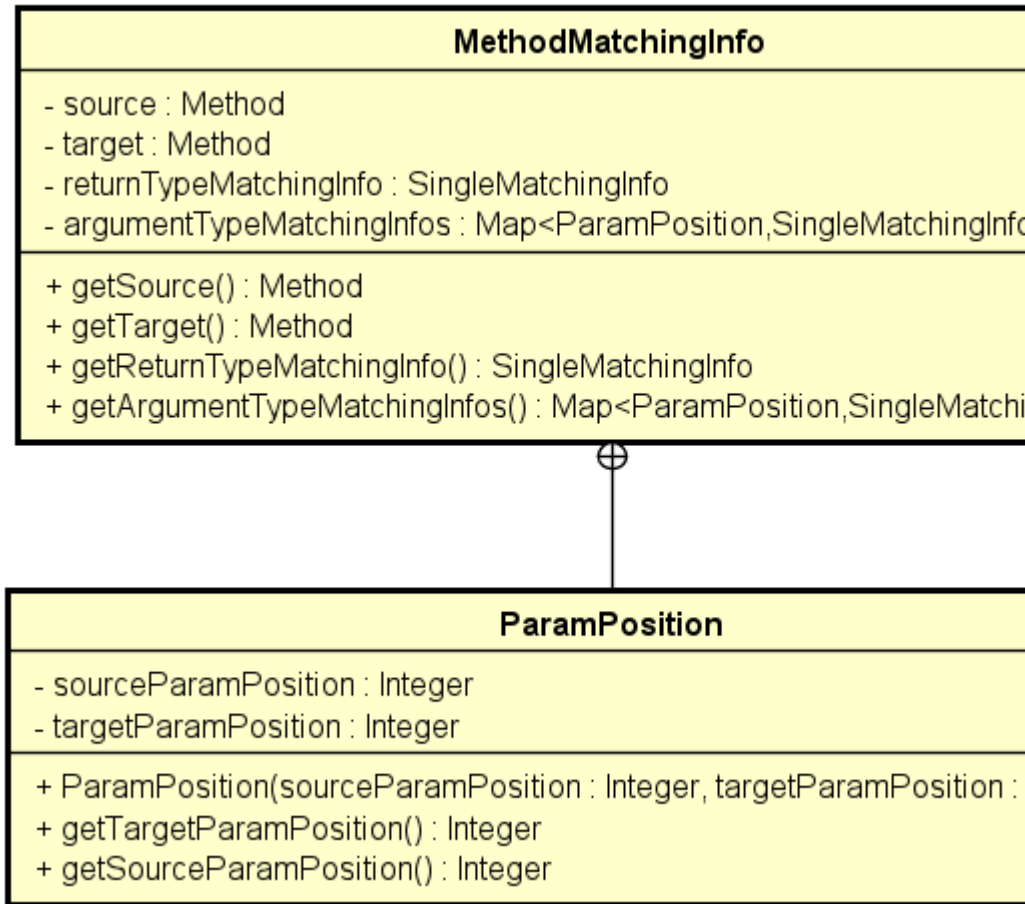 MethodMatchingInfo
- source : Method
- target : Method
- returnTypeMatchingInfo : SingleMatchingInfo
- argumentTypeMatchingInfos : Map<ParamPosition,SingleMatchingInfo
+ getSource() : Method
+ getTarget() : Method
+ getReturnTypeMatchingInfo() : SingleMatchingInfo
+ getArgumentTypeMatchingInfos() : Map<ParamPosition,SingleMatchi
ParamPosition
- sourceParamPosition : Integer
- targetParamPosition : Integer
+ ParamPosition(sourceParamPosition : Integer, targetParamPosition :
+ getTargetParamPosition() : Integer
+ getSourceParamPosition() : Integer